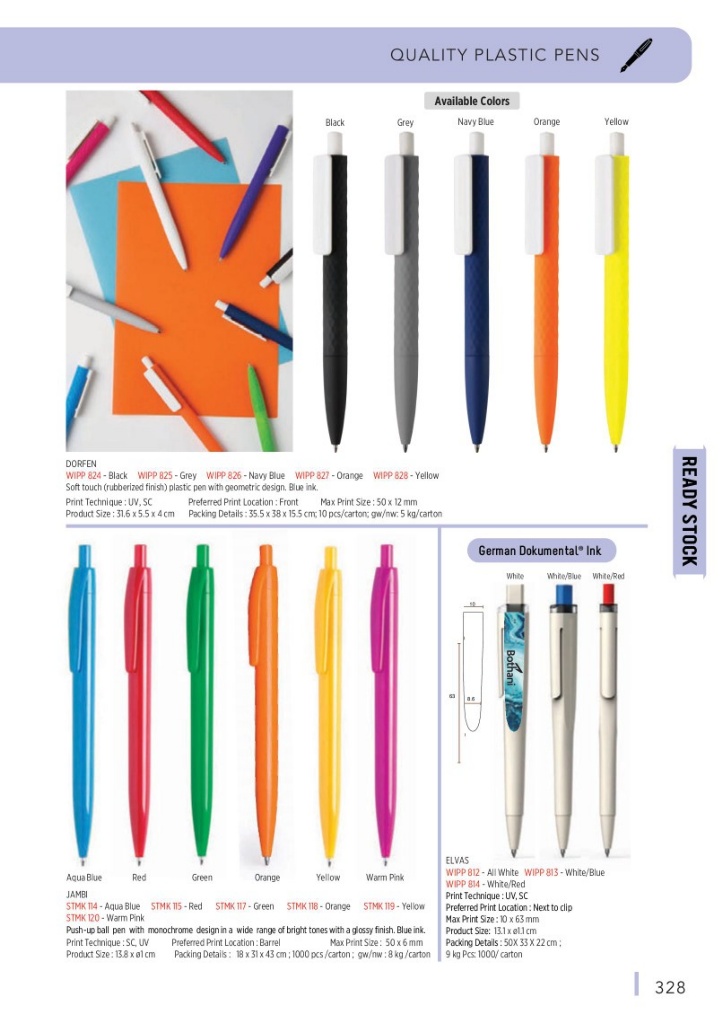 QUALITY PLASTIC PENS
Available Colors
Black Grey Navy Blue Orange Yellow
DORFEN
WIPP 824 - Black WIPP 825 - Grey WIPP 826 - Navy Blue WIPP 827 - Orange WIPP 828 - Yellow
Soft touch (rubberized finish) plastic pen with geometric design. Blue ink.
Print Technique : UV, SC Preferred Print Location : Front Max Print Size : 50 x 12 mm
Product Size : 31.6 x 5.5 x 4 cm Packing Details : 35.5 x 38 x 15.5 cm; 10 pcs/carton; gw/nw: 5 kg/carton
READY STOCK
Aqua Blue Red Green Orange Yellow Warm Pink
JAMBI
STMK 114 - Aqua Blue STMK 115 - Red STMK 117 - Green STMK 118 - Orange STMK 119 - Yellow
STMK 120 - Warm Pink
Push-up ball pen with monochrome design in a wide range of bright tones with a glossy finish. Blue ink.
Print Technique : SC, UV Preferred Print Location : Barrel Max Print Size : 50 x 6 mm
Product Size : 13.8 x ø1 cm Packing Details : 18 x 31 x 43 cm ; 1000 pcs /carton ; gw/nw : 8 kg /carton
German Dokumental® Ink
White White/Blue White/Red
10
63
8.6
Bothani
ELVAS
WIPP 812 - All White WIPP 813 - White/Blue
WIPP 814 - White/Red
Print Technique : UV, SC
Preferred Print Location : Next to clip
Max Print Size : 10 x 63 mm
Product Size: 13.1 x ø1.1 cm
Packing Details : 50X 33 X 22 cm ;
9 kg Pcs: 1000/ carton
328